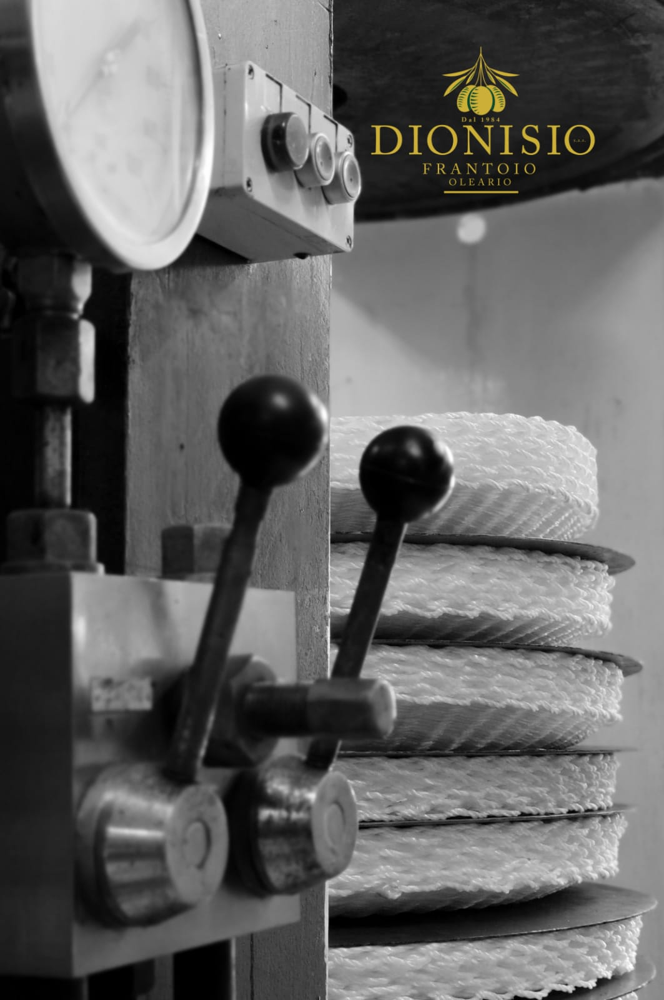 Dal 1984
DIONISIO
s.a.s.
FRANTOIO
OLEARIO